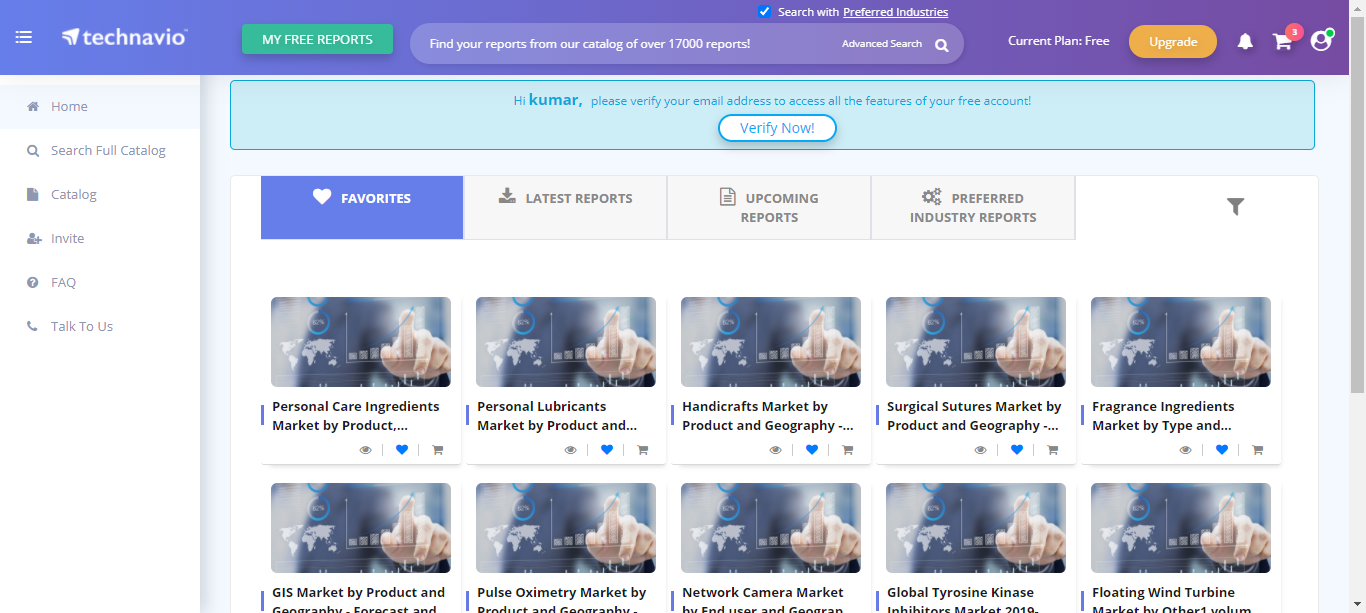 Search with Preferred Industries
technavio
MY FREE REPORTS
Find your reports from our catalog of over 17000 reports!
Advanced Search
Current Plan: Free
Upgrade
3
Home
Search Full Catalog
Catalog
Invite
FAQ
Talk To Us
Hi kumar, please verify your email address to access all the features of your free account!
Verify Now!
FAVORITES
LATEST REPORTS
UPCOMING
REPORTS
PREFERRED
INDUSTRY REPORTS
Personal Care Ingredients
Market by Product,...
Personal Lubricants
Market by Product and...
Handicrafts Market by
Product and Geography -...
Surgical Sutures Market by
Product and Geography -...
Fragrance Ingredients
Market by Type and...
GIS Market by Product and
Geography - Forecast and
Pulse Oximetry Market by
Product and Geography -
Network Camera Market
by End user and Geograp
Global Tyrosine Kinase
Inhibitors Market 2019-
Floating Wind Turbine
Market by Other1 volum